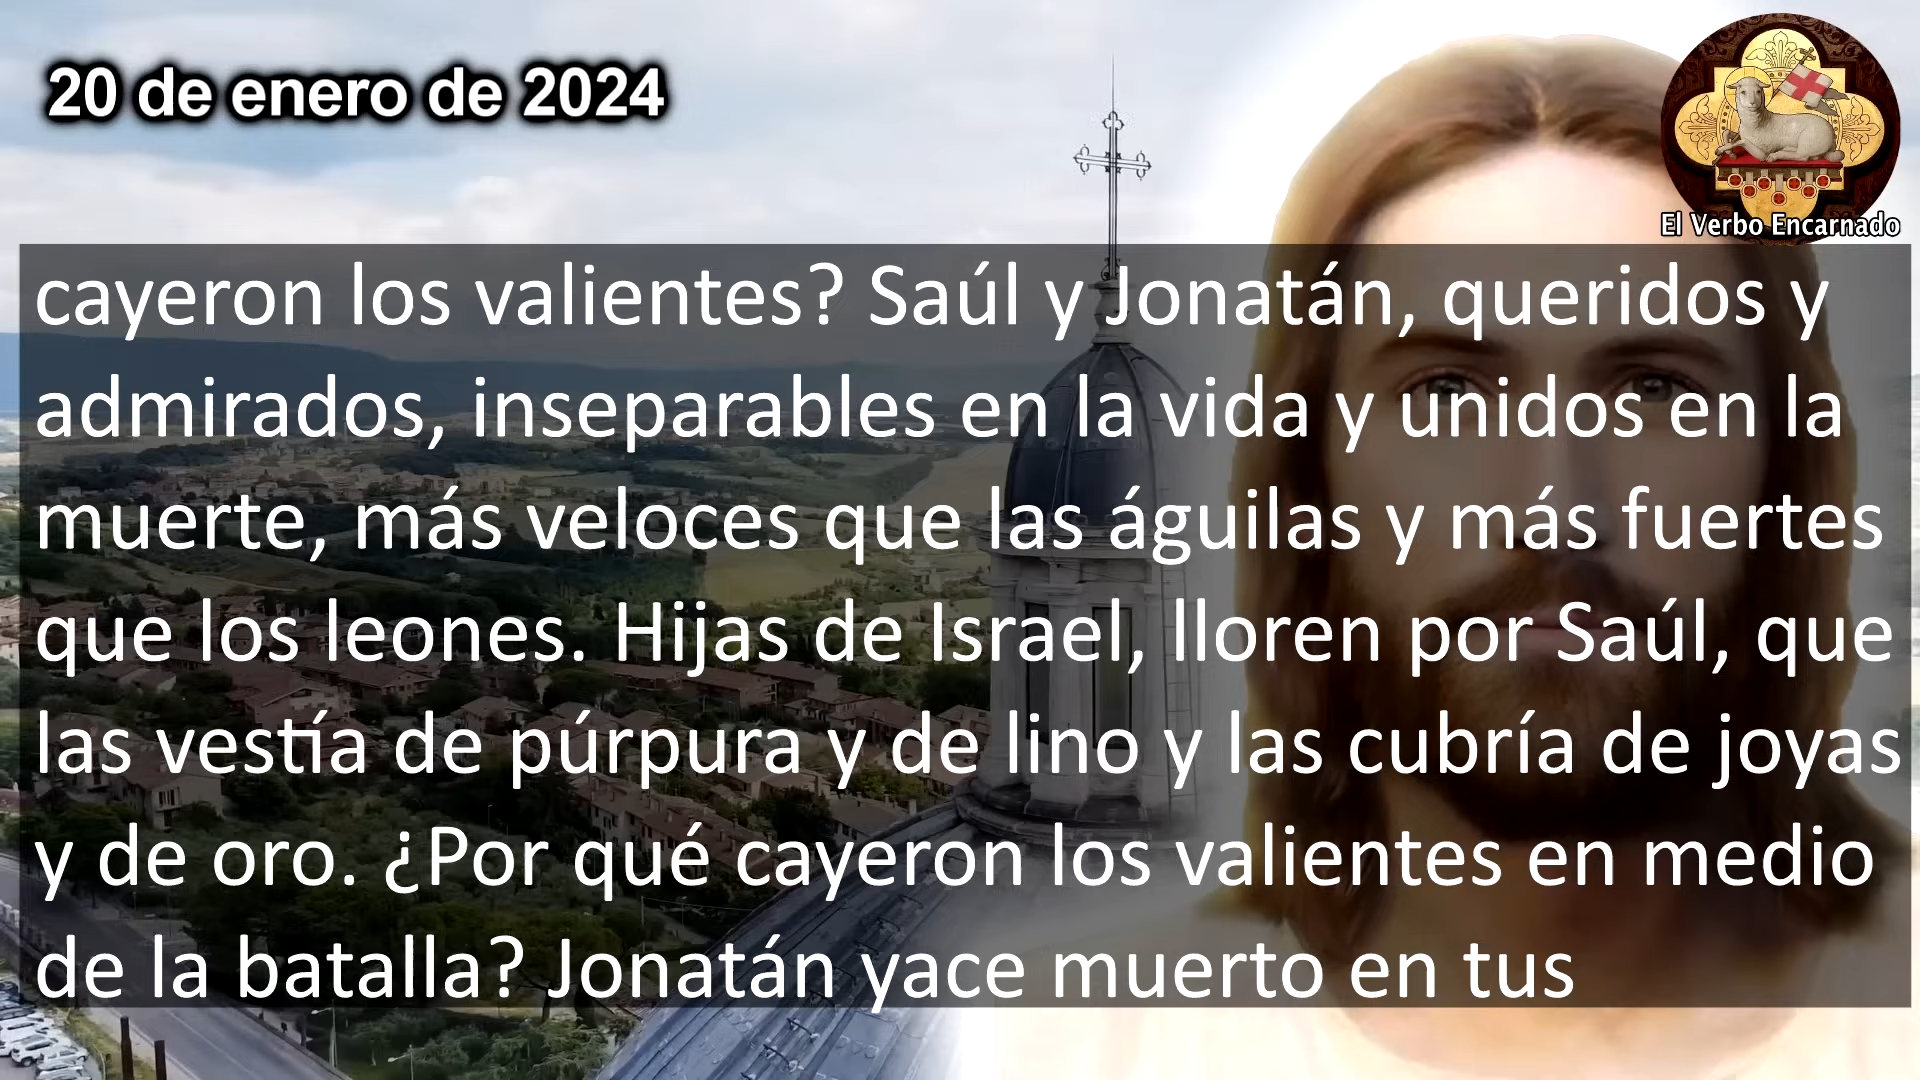 20 de enero de 2024
El Verbo Encarnado
cayeron los valientes? Saúl y Jonatán, queridos y
admirados, inseparables en la vida y unidos en la
muerte, más veloces que las águilas y más fuertes
que los leones. Hijas de Israel, lloren por Saúl, que
las vestía de púrpura y de lino y las cubría de joyas
y de oro. ¿Por qué cayeron los valientes en medio
de la batalla? Jonatán yace muerto en tus